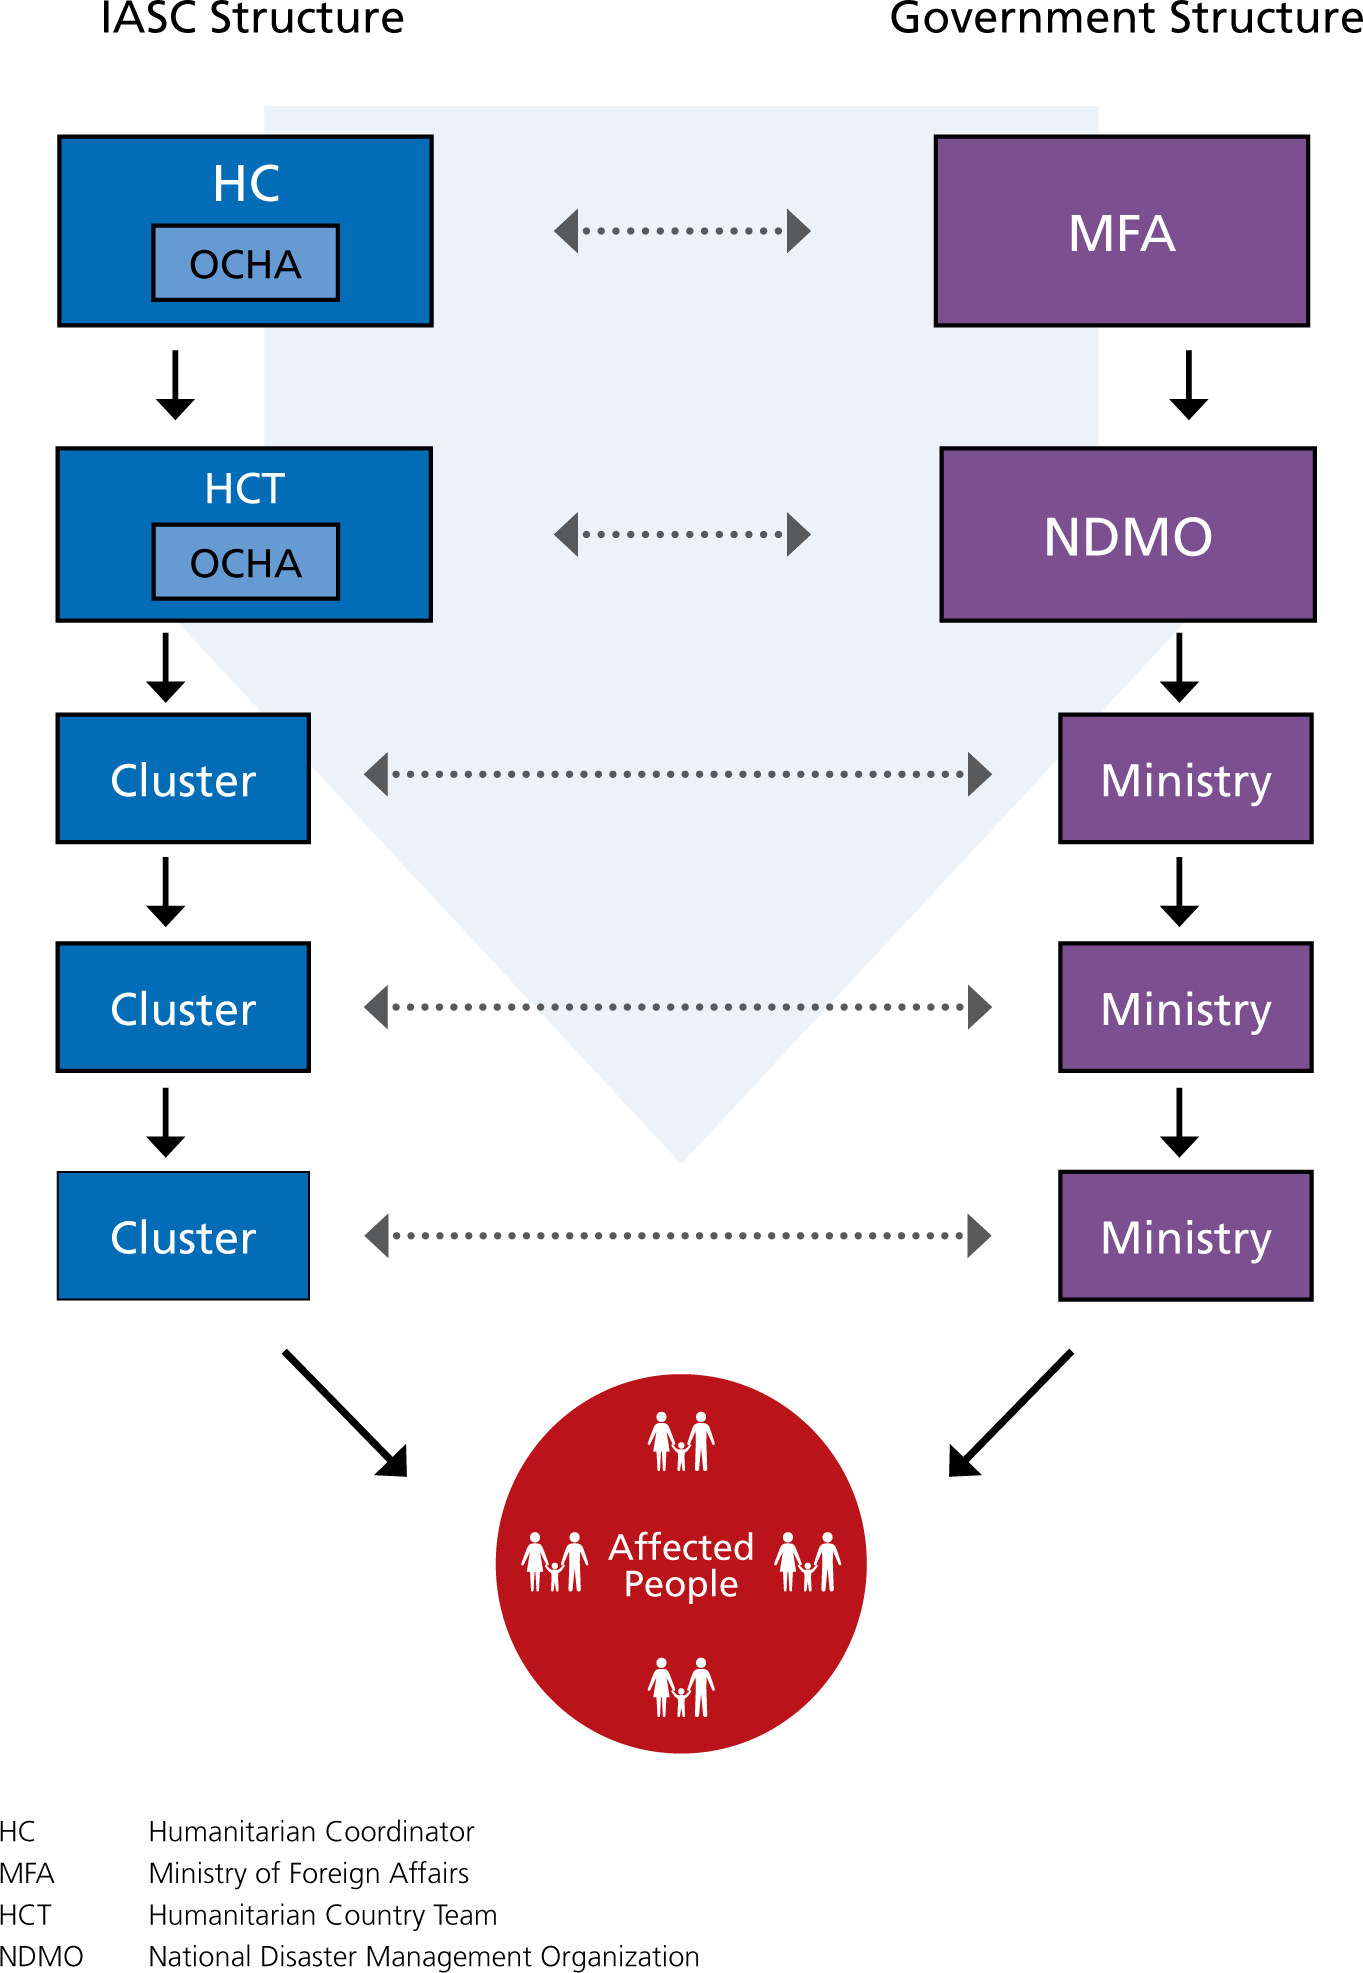 IASC Structure
Government Structure
HC
OCHA
MFA
HCT
OCHA
NDMO
Cluster
Ministry
Cluster
Ministry
Cluster
Ministry
Affected
People
HC Humanitarian Coordinator
MFA Ministry of Foreign Affairs
HCT Humanitarian Country Team
NDMO National Disaster Management Organization